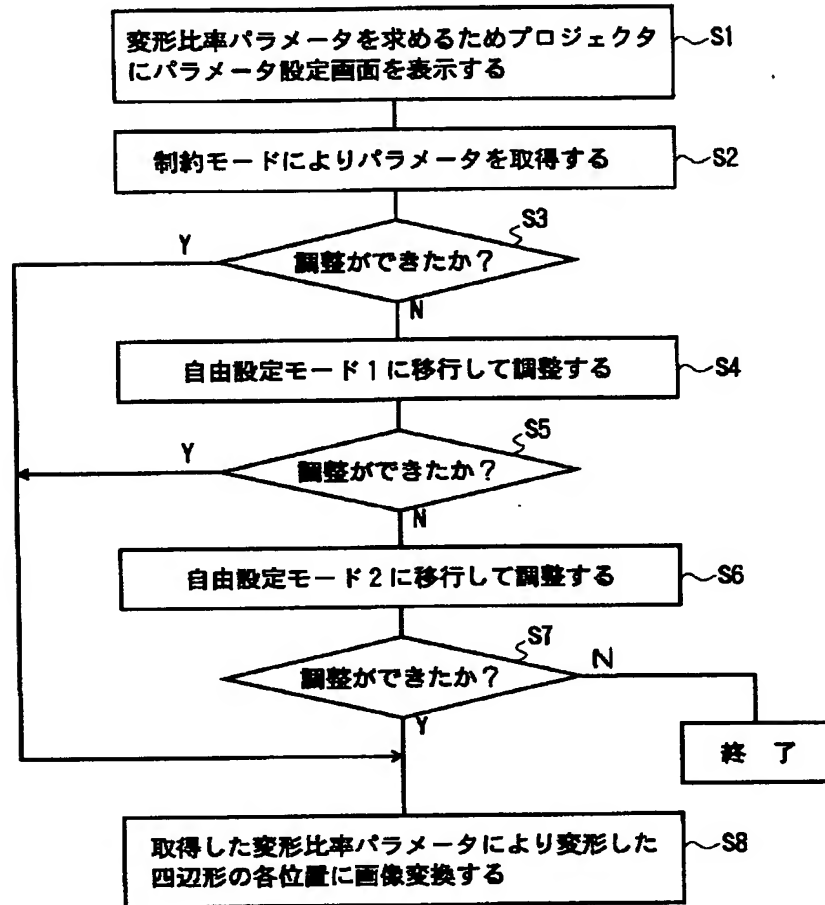 変形比率パラメータを求めるためプロジェクタ
にパラメータ設定画面を表示する
S1
制約モードによりパラメータを取得する
S2
S3
Y
調整ができたか?
N
自由設定モード1に移行して調整する
S4
S5
Y
調整ができたか?
N
自由設定モード2に移行して調整する
S6
S7
調整ができたか?
N
Y
終 了
取得した変形比率パラメータにより変形した
四辺形の各位置に画像変換する
S8